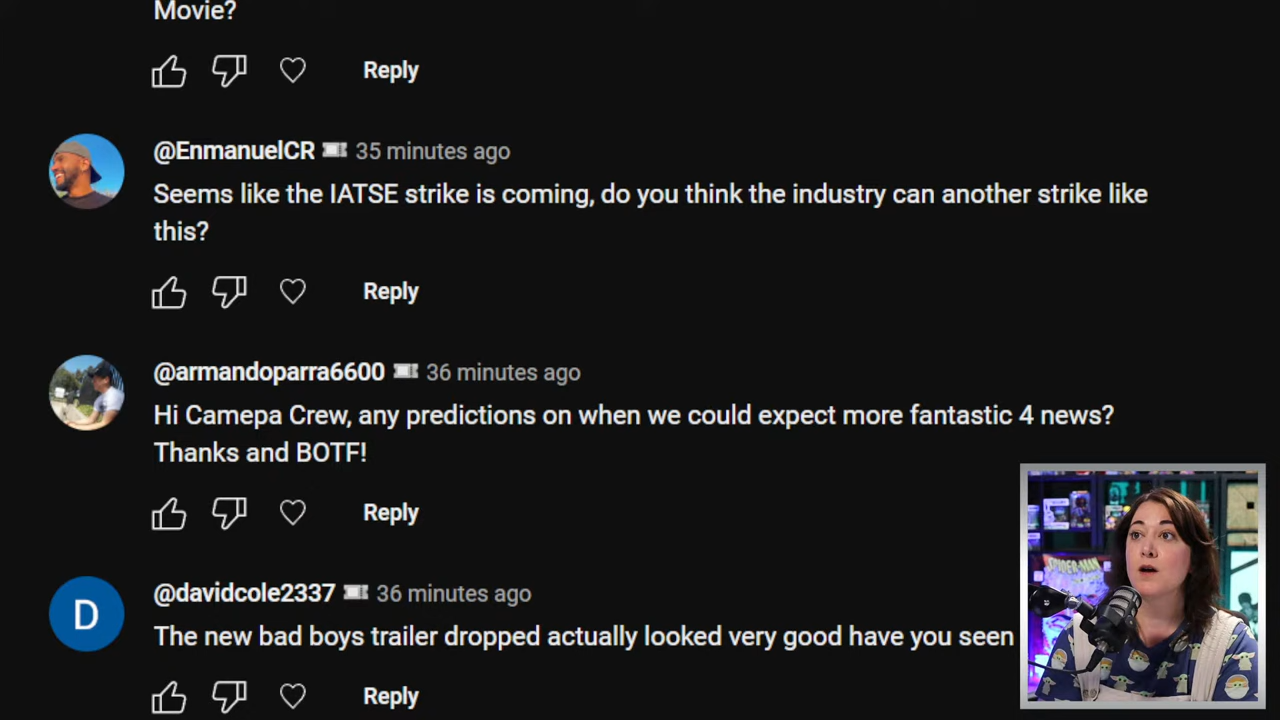 Movie?
Reply
@EnmanuelCR 35 minutes ago
Seems like the IATSE strike is coming, do you think the industry can another strike like
this?
Reply
@armandoparra6600 36 minutes ago
Hi Camepa Crew, any predictions on when we could expect more fantastic 4 news?
Thanks and BOTF!
Reply
@davidcole2337 36 minutes ago
D
The new bad boys trailer dropped actually looked very good have you seen
Reply
SPIDER-MAN